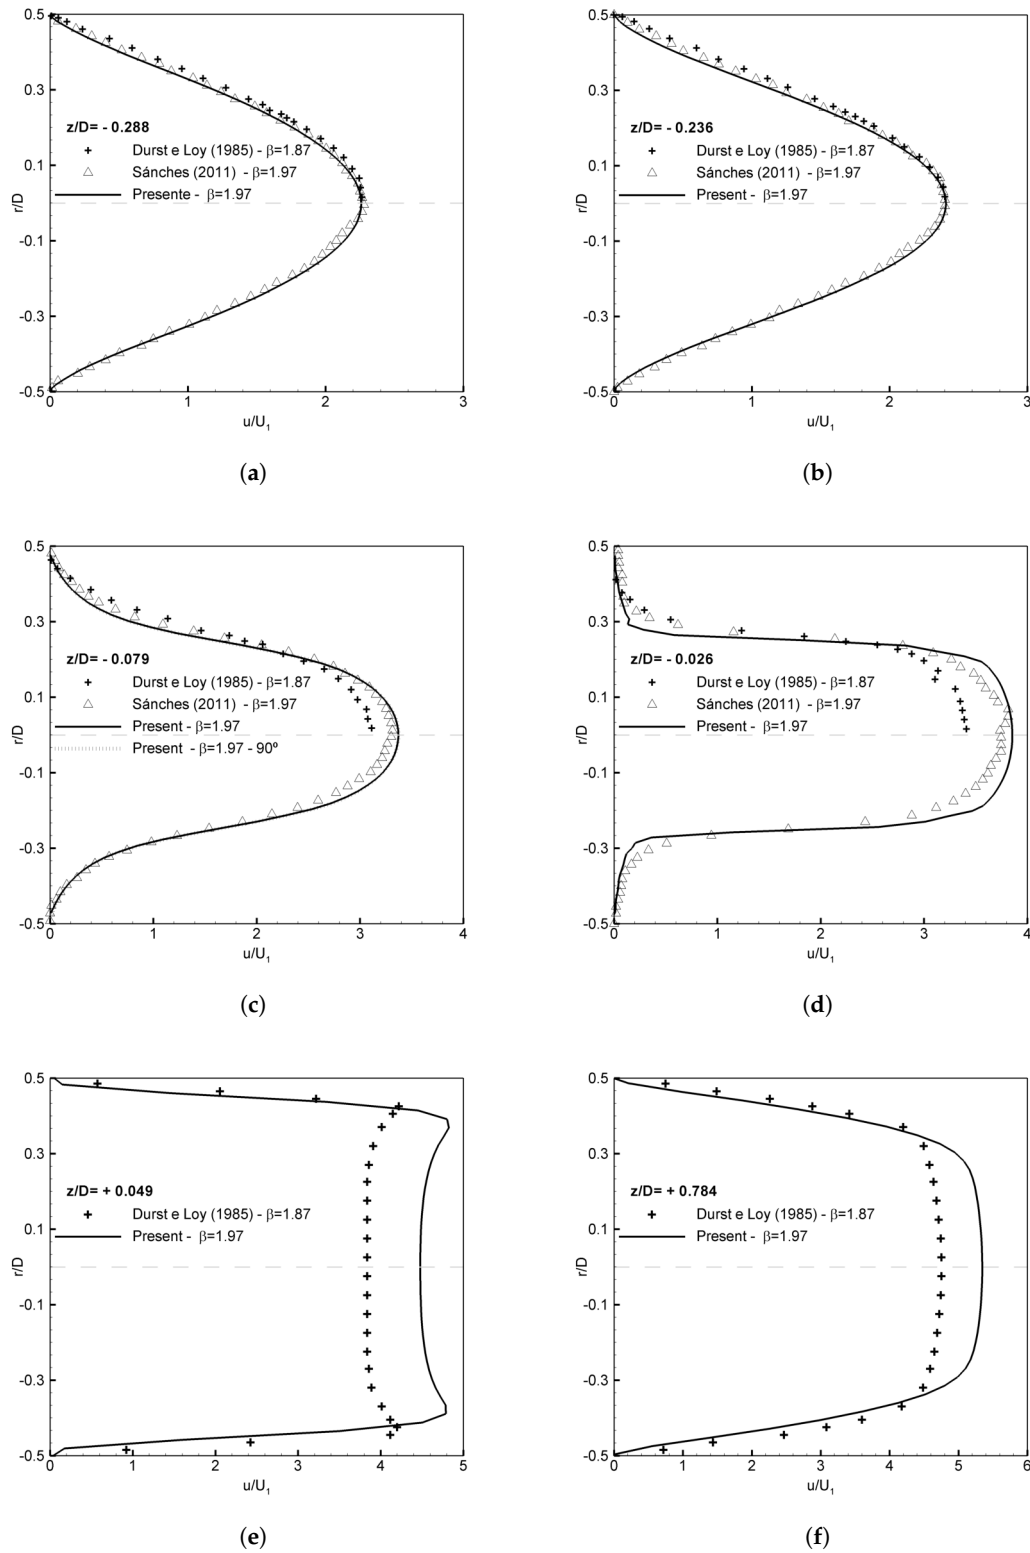 0.5
0.3
z/D= - 0.288
Durst e Loy (1985) - β=1.87
0.1
Sánches (2011) - β=1.97
Presente - β=1.97
r/D
-0.1
-0.3
-0.5
0 1 2 3
u/U1
(a)
0.5
0.3
z/D= - 0.236
Durst e Loy (1985) - β=1.87
0.1
Sánches (2011) - β=1.97
Present - β=1.97
r/D
-0.1
-0.3
-0.5
0 1 2 3
u/U1
(b)
0.5
0.3
z/D= - 0.079
Durst e Loy (1985) - β=1.87
0.1
Sánches (2011) - β=1.97
Present - β=1.97
r/D
Present - β=1.97 - 90º
-0.1
-0.3
-0.5
0 1 2 3 4
u/U1
(c)
0.5
0.3
z/D= - 0.026
Durst e Loy (1985) - β=1.87
0.1
Sánches (2011) - β=1.97
Present - β=1.97
r/D
-0.1
-0.3
-0.5
0 1 2 3 4
u/U1
(d)
0.5
0.3
z/D= + 0.049
Durst e Loy (1985) - β=1.87
0.1
Present - β=1.97
r/D
-0.1
-0.3
-0.5
0 1 2 3 4 5
u/U1
(e)
0.5
0.3
z/D= + 0.784
Durst e Loy (1985) - β=1.87
0.1
Present - β=1.97
r/D
-0.1
-0.3
-0.5
0 1 2 3 4 5 6
u/U1
(f)